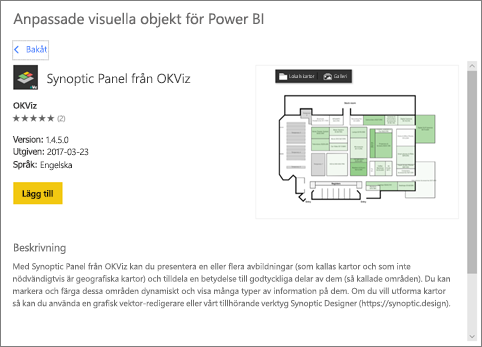 Anpassade visuella objekt för Power BI
Bakåt
Synoptic Panel från OKViz
OKViz
(2)
Version: 1.4.5.0
Utgiven: 2017-03-23
Språk: Engelska
Lägg till
Lokala kartor Galleri
Beskrivning
Med Synoptic Panel från OKViz kan du presentera en eller flera avbildningar (som kallas kartor och som inte
nödvändigtvis är geografiska kartor) och tilldela en betydelse till godtyckliga delar av dem (så kallade områden). Du kan
markera och färga dessa områden dynamiskt och visa många typer av information på dem. Om du vill utforma kartor
så kan du använda en grafisk vektor-redigerare eller vårt tillhörande verktyg Synoptic Designer (https://synoptic.design).